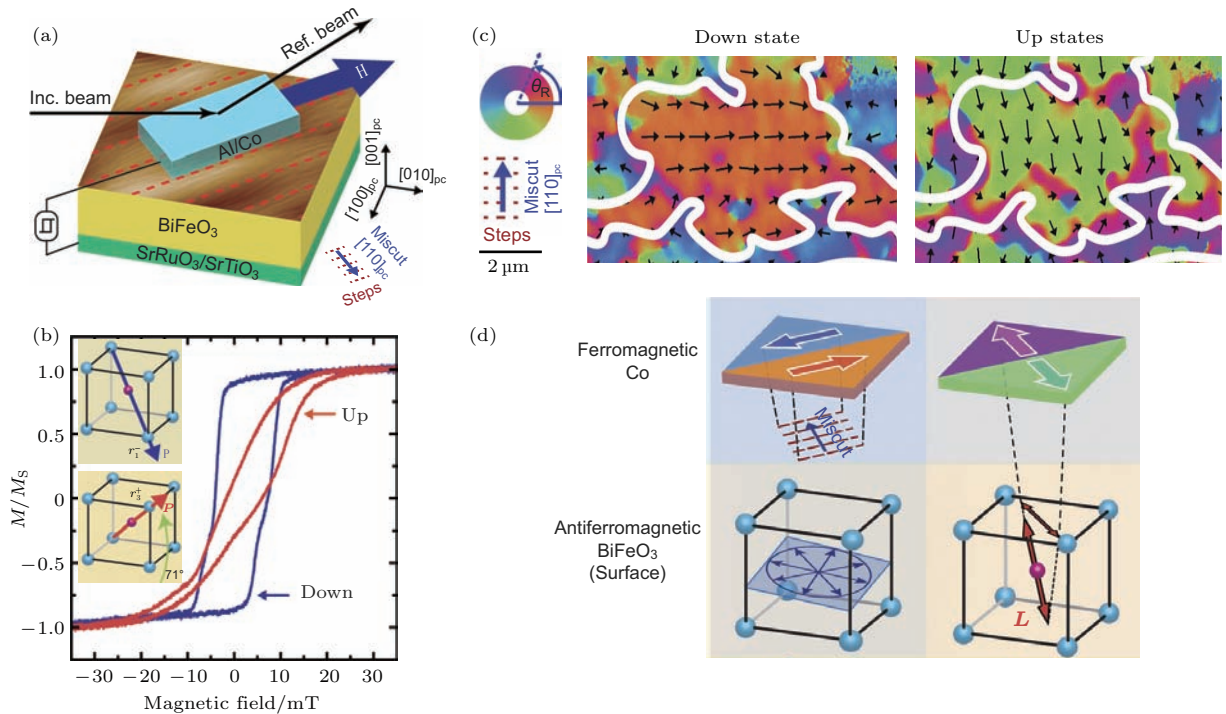 (a)
Ref. beam
H
Inc. beam
Al/Co
[001]pc
[010]pc
[100]pc
BiFeO3
SrRuO3/SrTiO3
Miscut
[110]pc
Steps
(b)
M/MS
1.0
0.5
0
−0.5
−1.0
r1−
P
r3+
P
71°
Up
Down
−30 −20 −10 0 10 20 30
Magnetic field/mT
(c)
θR
Miscut
[110]pc
Steps
2 μm
Down state
Up states
(d)
Ferromagnetic
Co
Miscut
Antiferromagnetic
BiFeO3
(Surface)
L